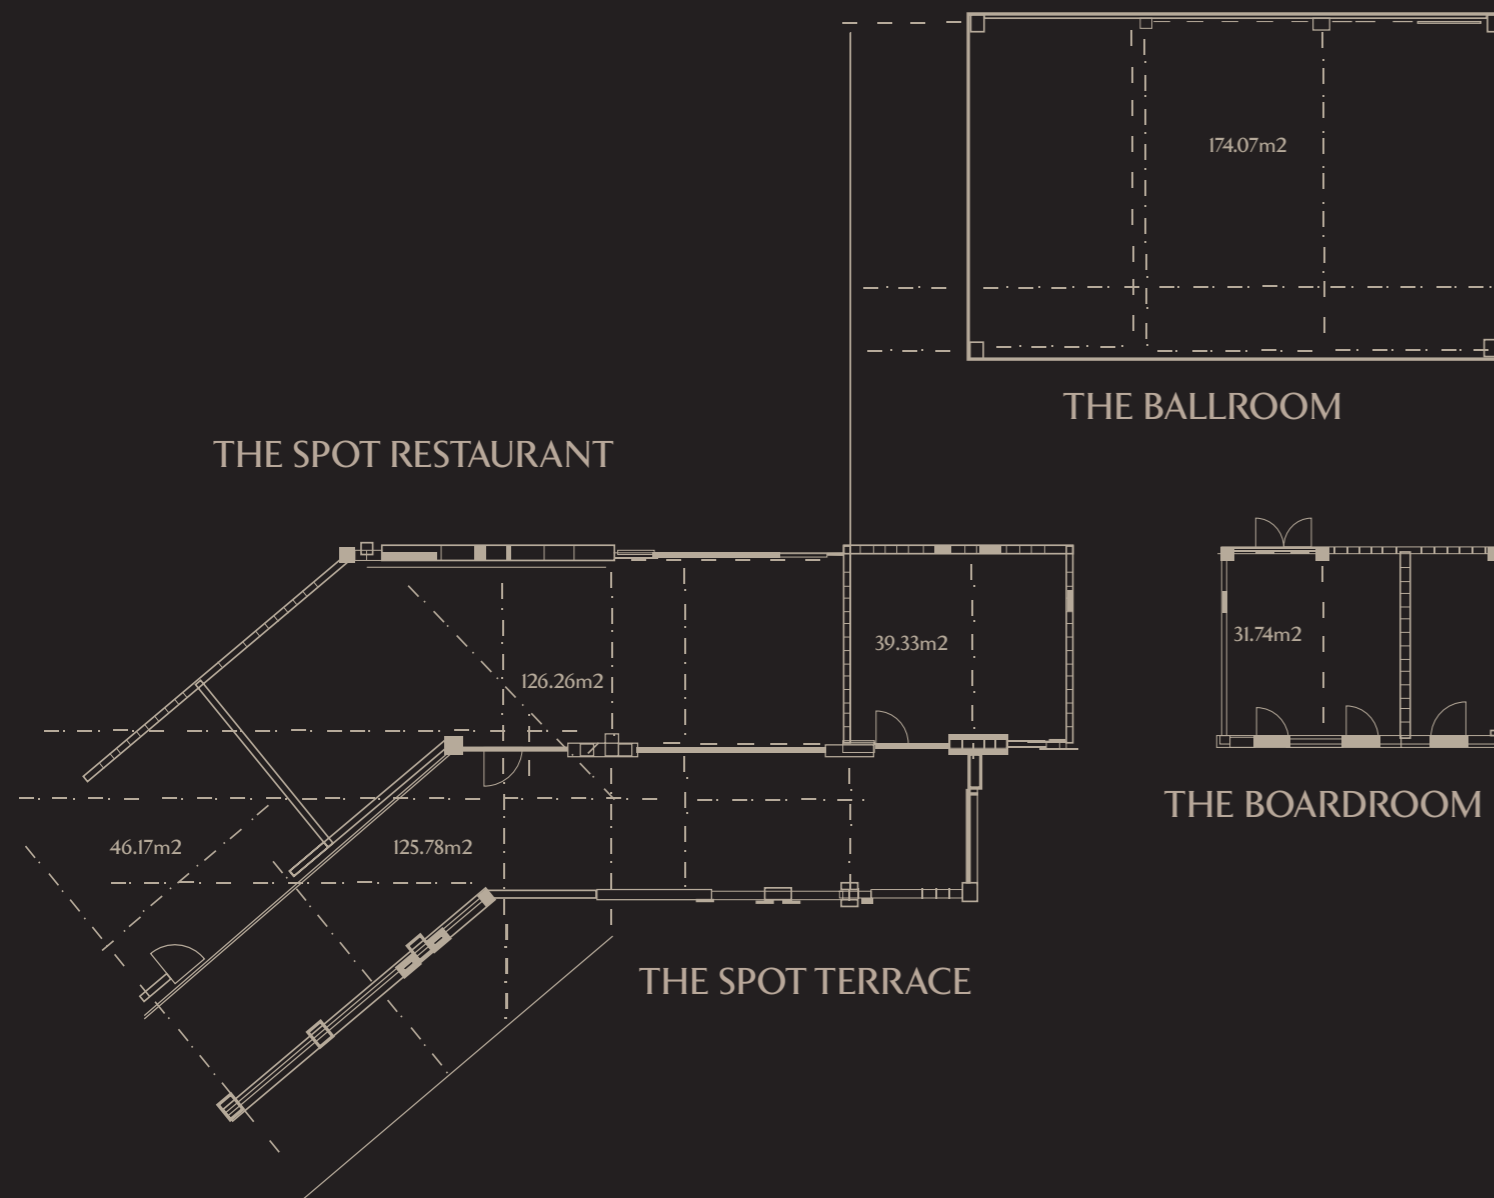 174.07m2
THE BALLROOM
THE SPOT RESTAURANT
39.33m2
31.74m2
126.26m2
THE BOARDROOM
46.17m2
125.78m2
THE SPOT TERRACE